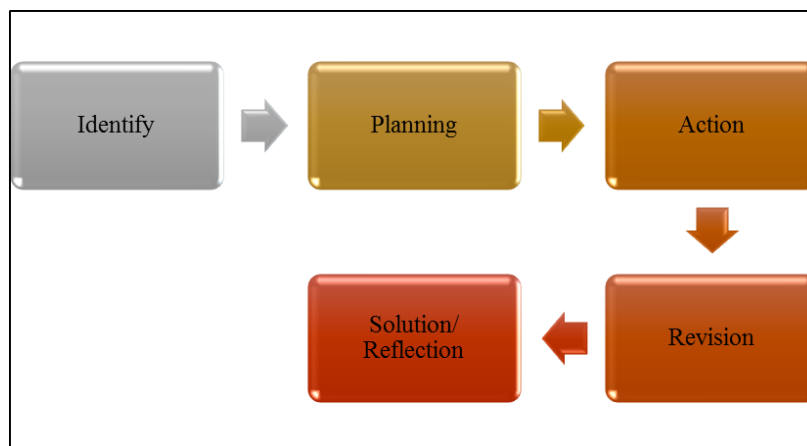 Identify
Planning
Action
Solution/
Reflection
Revision